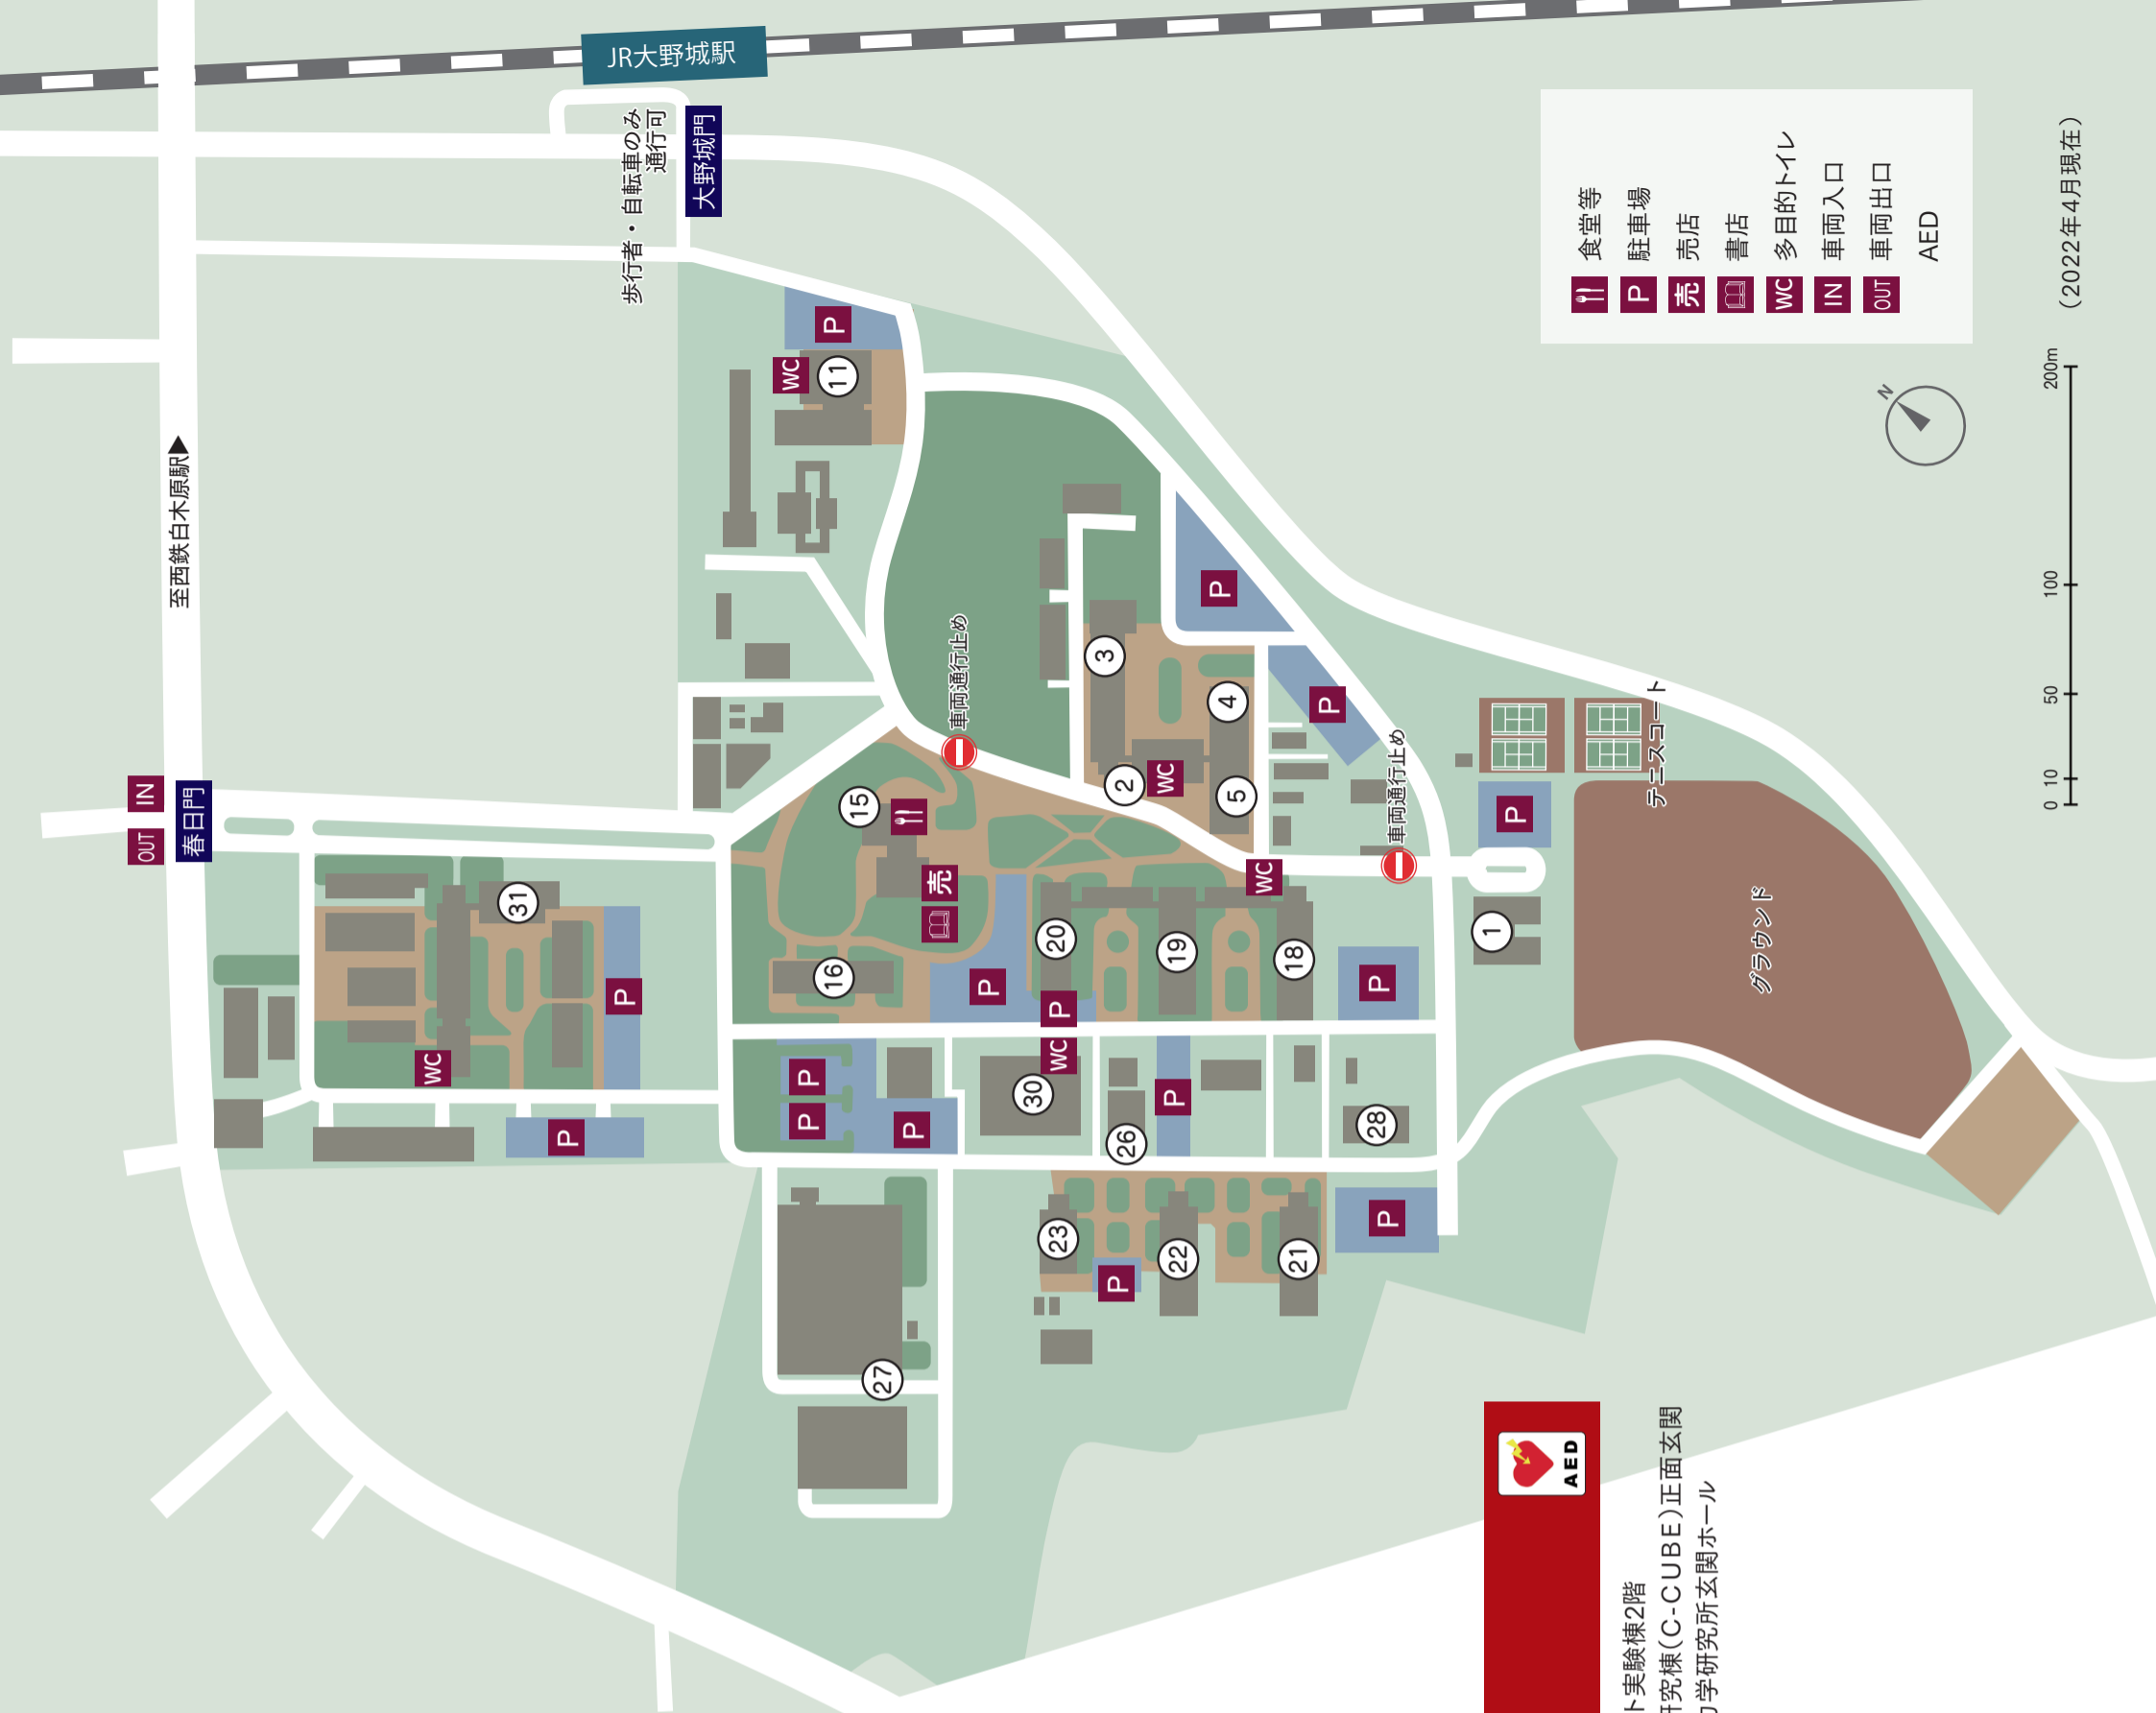 JR大野城駅
歩行者・自転車のみ
通行可
大野城門
至西鉄白木原駅▶
IN
OUT
春日門
食堂等
P 駐車場
売 売店
書店
WC 多目的トイレ
IN 車両入口
OUT 車両出口
AED
(2022年4月現在)
N
0 10 50 100 200m
P
WC
11
P
3
車両通行止め
4
P
2
WC
5
車両通行止め
テニスコート
P
15
売
WC
31
20
19
18
1
グラウンド
16
P
P
P
P
WC
P
WC
P
P
30
P
26
28
P
P
23
22
21
P
P
27
AED
ト実験棟2階
究棟(C-CUBE)正面玄関
学研究所玄関ホール